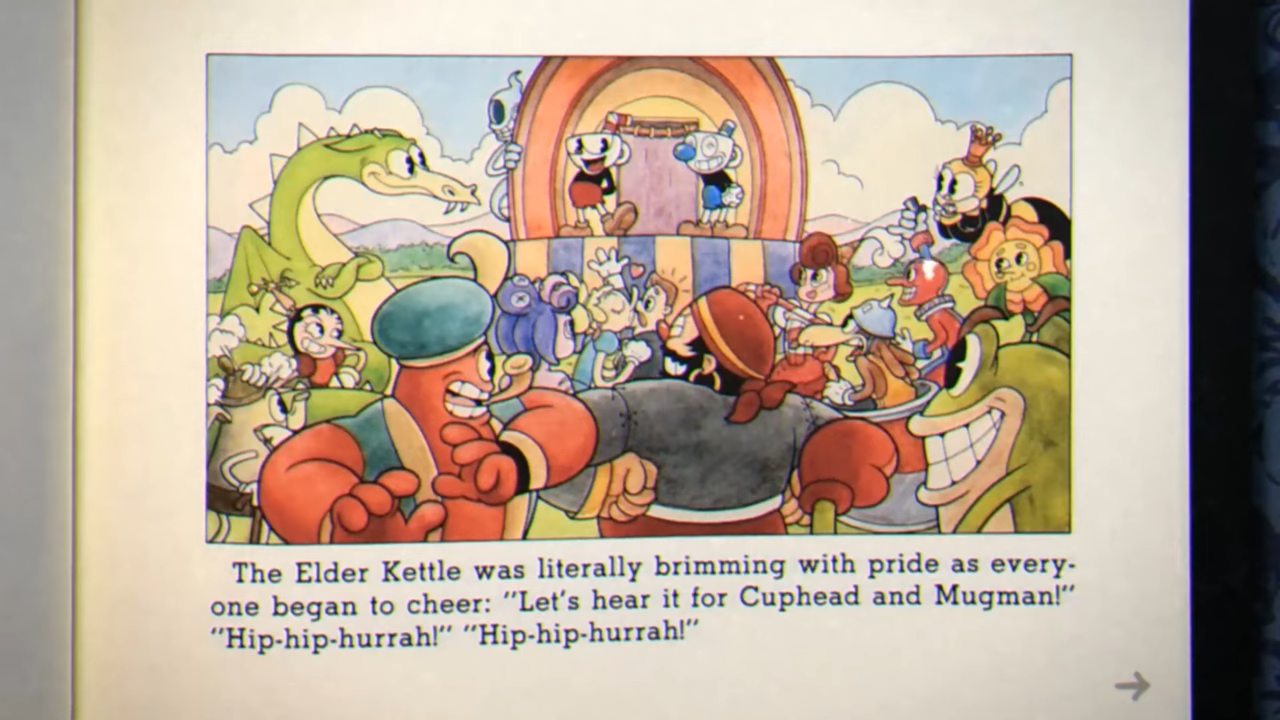 The Elder Kettle was literally brimming with pride as every-
one began to cheer: “Let's hear it for Cuphead and Mugman!”
“Hip-hip-hurrah!” “Hip-hip-hurrah!”